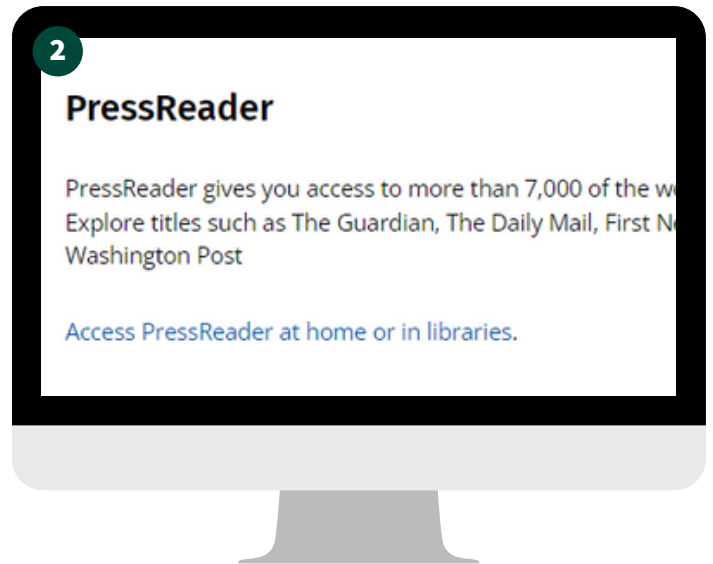 2
PressReader
PressReader gives you access to more than 7,000 of the
Explore titles such as The Guardian, The Daily Mail, First
Washington Post
Access PressReader at home or in libraries.